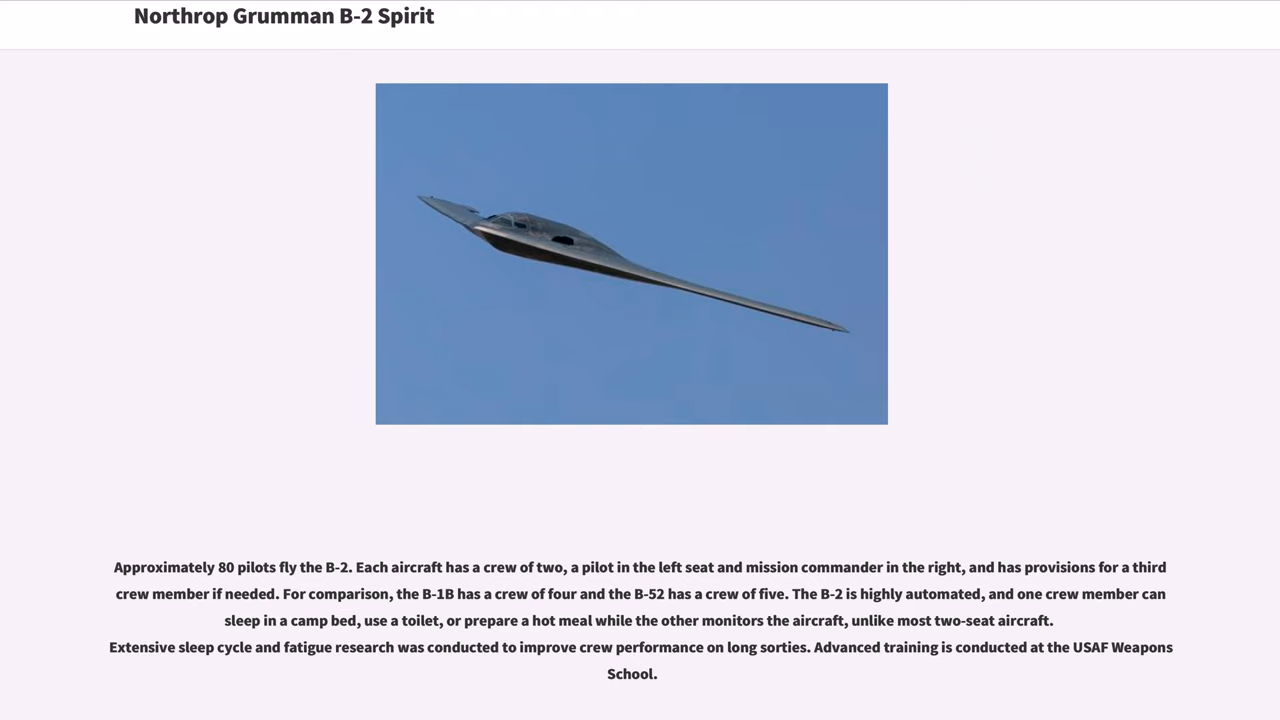 Northrop Grumman B-2 Spirit
Approximately 80 pilots fly the B-2. Each aircraft has a crew of two, a pilot in the left seat and mission commander in the right, and has provisions for a third
crew member if needed. For comparison, the B-1B has a crew of four and the B-52 has a crew of five. The B-2 is highly automated, and one crew member can
sleep in a camp bed, use a toilet, or prepare a hot meal while the other monitors the aircraft, unlike most two-seat aircraft.
Extensive sleep cycle and fatigue research was conducted to improve crew performance on long sorties. Advanced training is conducted at the USAF Weapons
School.